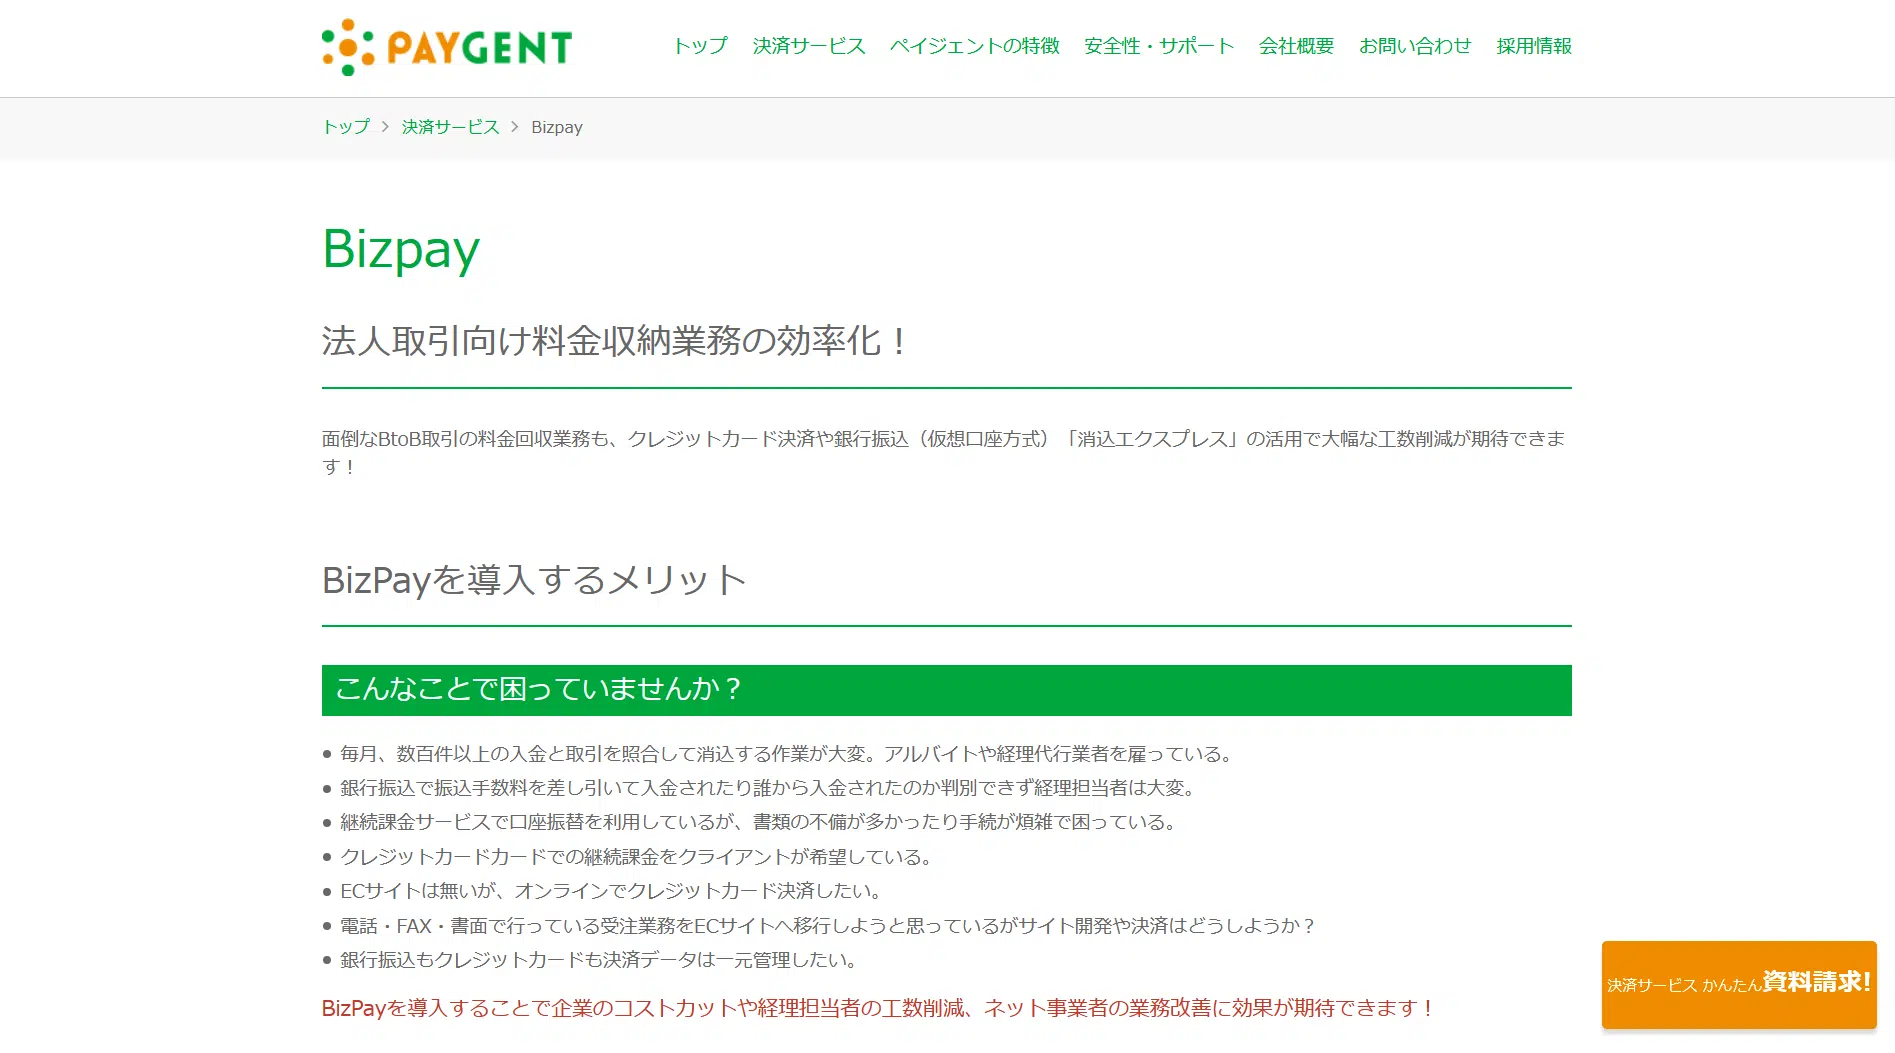 PAYGENT
トップ 決済サービス ペイジェントの特徴 安全性・サポート 会社概要 お問い合わせ 採用情報
トップ > 決済サービス > Bizpay
Bizpay
法人取引向け料金収納業務の効率化！
面倒なBtoB取引の料金回収業務も、クレジットカード決済や銀行振込（仮想口座方式）「消込エクスプレス」の活用で大幅な工数削減が期待できま
す！
BizPayを導入するメリット
こんなことで困っていませんか？
● 毎月、数百件以上の入金と取引を照合して消込する作業が大変。アルバイトや経理代行業者を雇っている。
● 銀行振込で振込手数料を差し引いて入金されたり誰から入金されたのか判別できず経理担当者は大変。
● 継続課金サービスで口座振替を利用しているが、書類の不備が多かったり手続が煩雑で困っている。
● クレジットカードカードでの継続課金をクライアントが希望している。
● ECサイトは無いが、オンラインでクレジットカード決済したい。
● 電話・FAX・書面で行っている受注業務をECサイトへ移行しようと思っているがサイト開発や決済はどうしようか？
● 銀行振込もクレジットカードも決済データは一元管理したい。
BizPayを導入することで企業のコストカットや経理担当者の工数削減、ネット事業者の業務改善に効果が期待できます！
決済サービス かんたん資料請求!